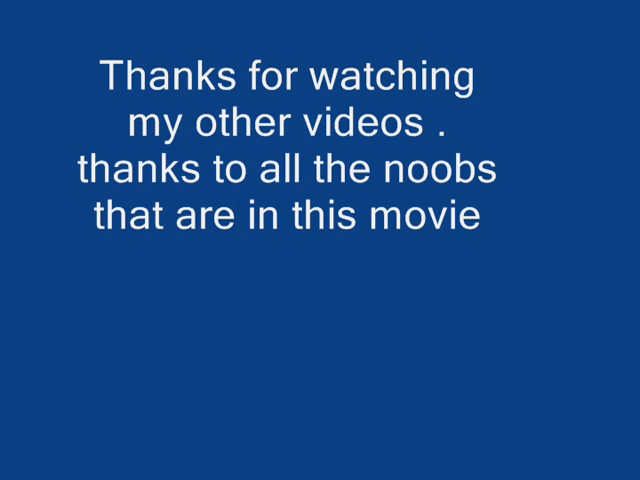 Thanks for watching
my other videos .
thanks to all the noobs
that are in this movie